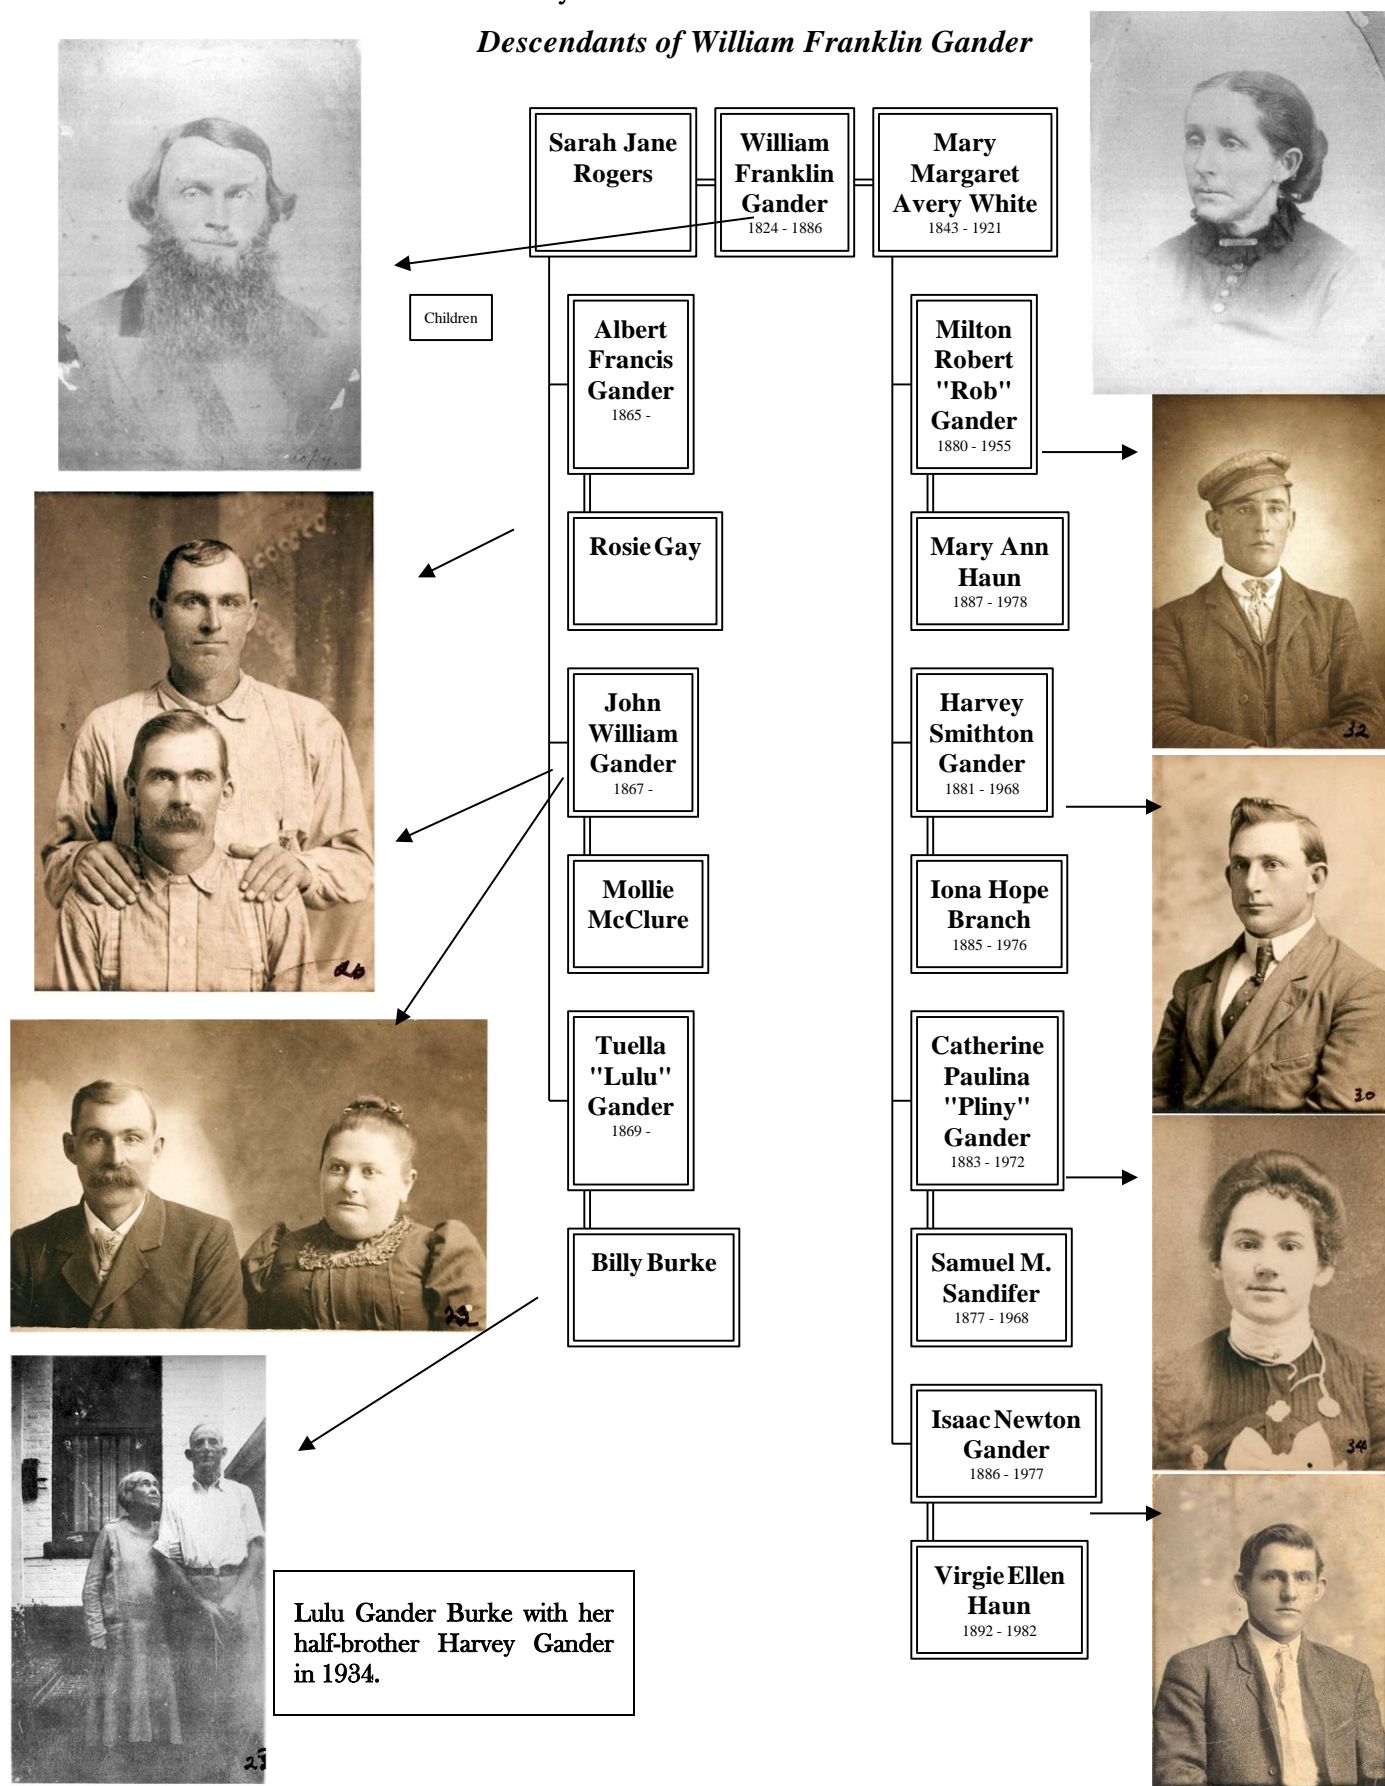 Descendants of William Franklin Gander
Sarah Jane
Rogers
William
Franklin
Gander
1824 - 1886
Mary
Margaret
Avery White
1843 - 1921
Children
Albert
Francis
Gander
1865 -
Rosie Gay
John
William
Gander
1867 -
Mollie
McClure
Tuella
"Lulu"
Gander
1869 -
Billy Burke
Milton
Robert
"Rob"
Gander
1880 - 1955
Mary Ann
Haun
1887 - 1978
Harvey
Smithton
Gander
1881 - 1968
Iona Hope
Branch
1885 - 1976
Catherine
Paulina
"Pliny"
Gander
1883 - 1972
Samuel M.
Sandifer
1877 - 1968
Isaac Newton
Gander
1886 - 1977
Virgie Ellen
Haun
1892 - 1982
32
30
34
22
Lulu Gander Burke with her
half-brother Harvey Gander
in 1934.